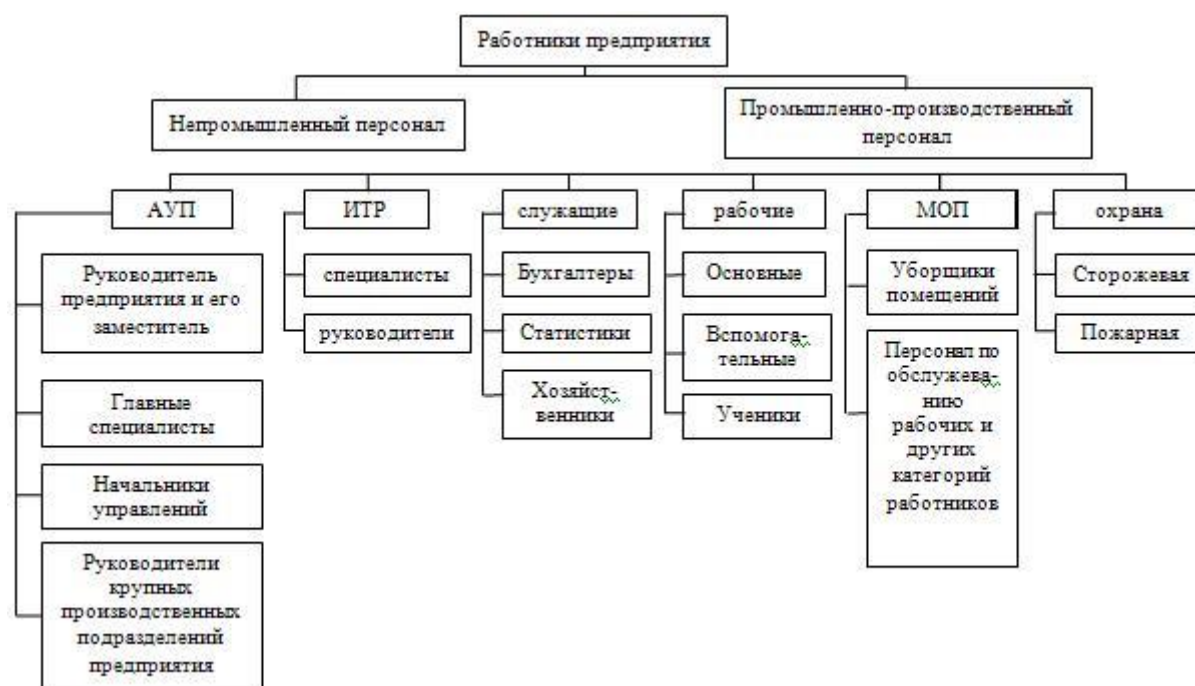 Работники предприятия
Непромышленный персонал
Промышленно-производственный
персонал
АУП
ИТР
служащие
рабочие
МОП
охрана
Руководитель
предприятия и его
заместитель
Главные
специалисты
Начальники
управлений
Руководители
крупных
производственных
подразделений
предприятия
специалисты
руководители
Бухгалтеры
Статистики
Хозяйст-
венники
Основные
Вспомога-
тельные
Ученики
Уборщики
помещений
Персонал по
обслужева-
нию
рабочих и
других
категорий
работников
Сторожевая
Пожарная